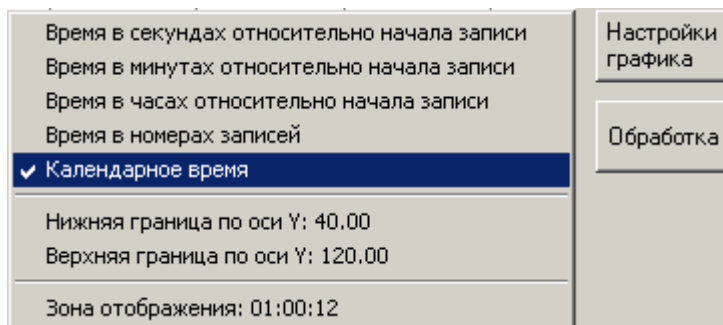 Время в секундах относительно начала записи
Время в минутах относительно начала записи
Время в часах относительно начала записи
Время в номерах записей
Календарное время
Нижняя граница по оси Y: 40.00
Верхняя граница по оси Y: 120.00
Зона отображения: 01:00:12
Настройки
графика
Обработка